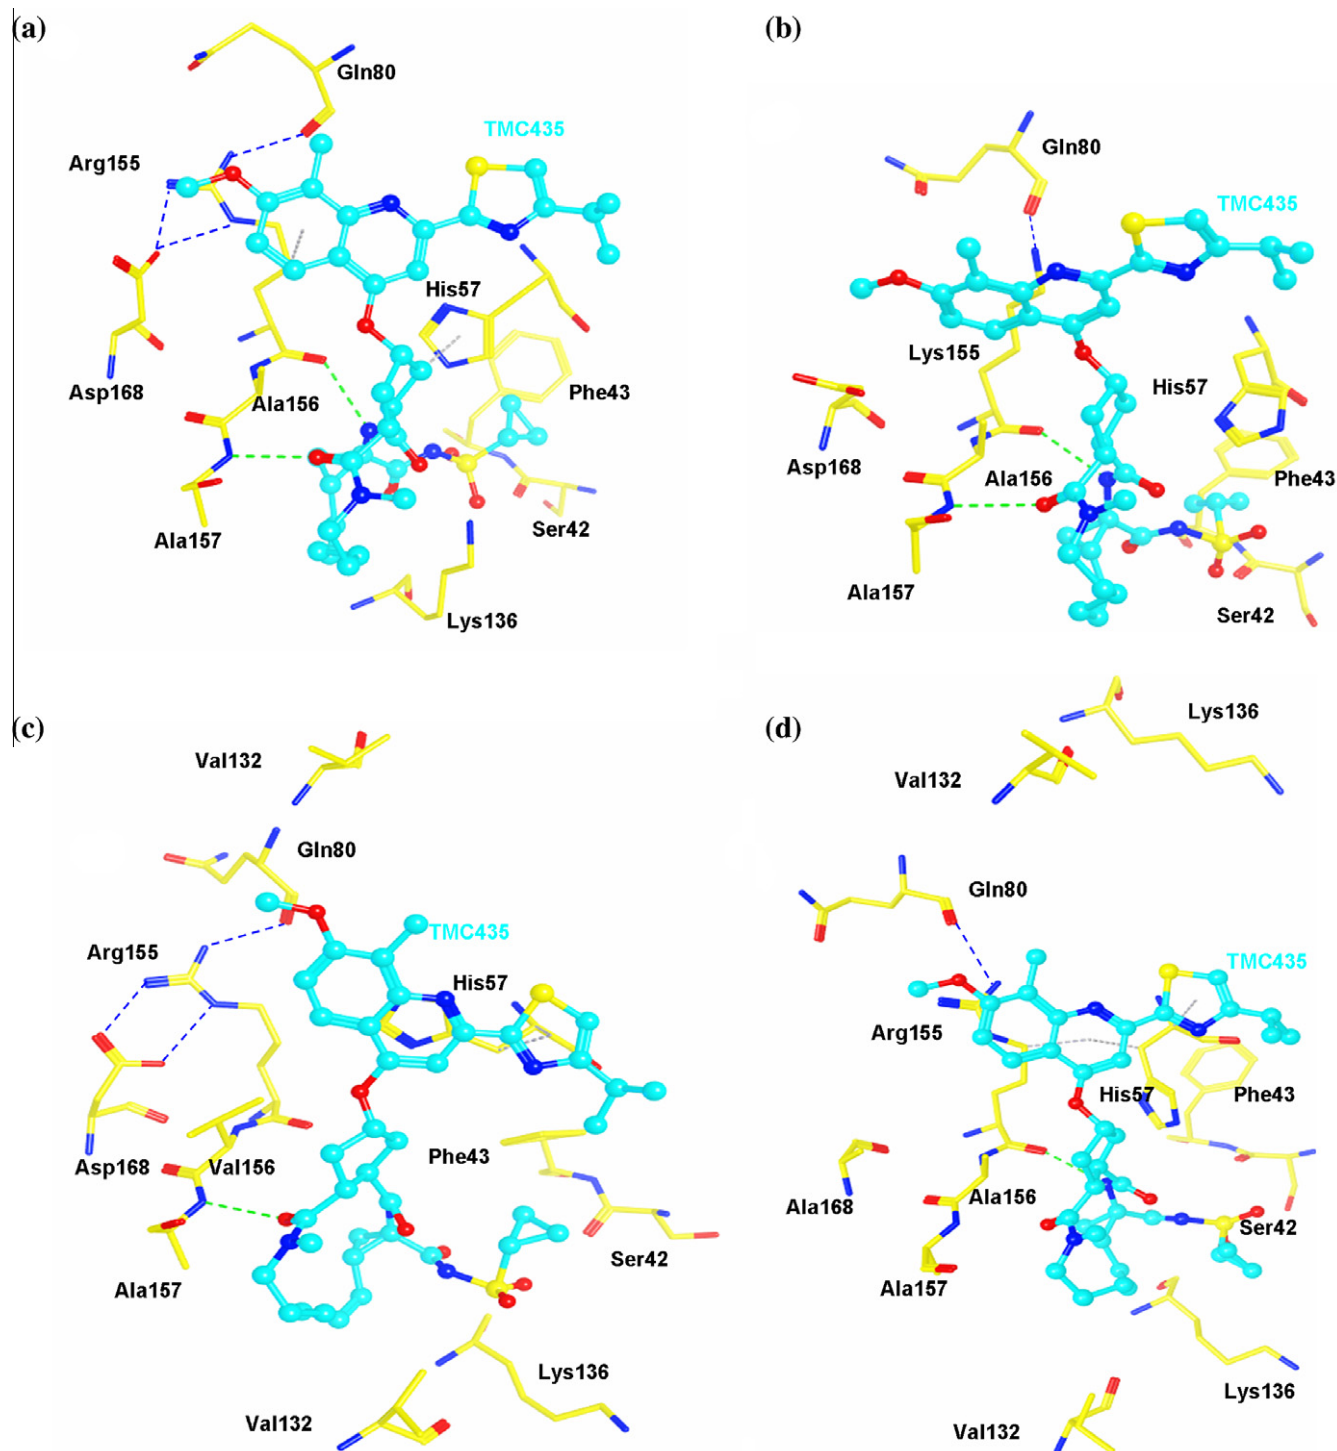 (a)
Gln80
TMC435
Arg155
His57
Asp168
Ala156
Phe43
Ala157
Ser42
Lys136
(b)
Gln80
TMC435
Lys155
His57
Asp168
Ala156
Phe43
Ala157
Ser42
(c)
Val132
Gln80
TMC435
Arg155
His57
Asp168
Val156
Phe43
Ala157
Ser42
Lys136
Val132
(d)
Lys136
Val132
Gln80
TMC435
Arg155
His57
Phe43
Ala156
Ala168
Ser42
Ala157
Lys136
Val132